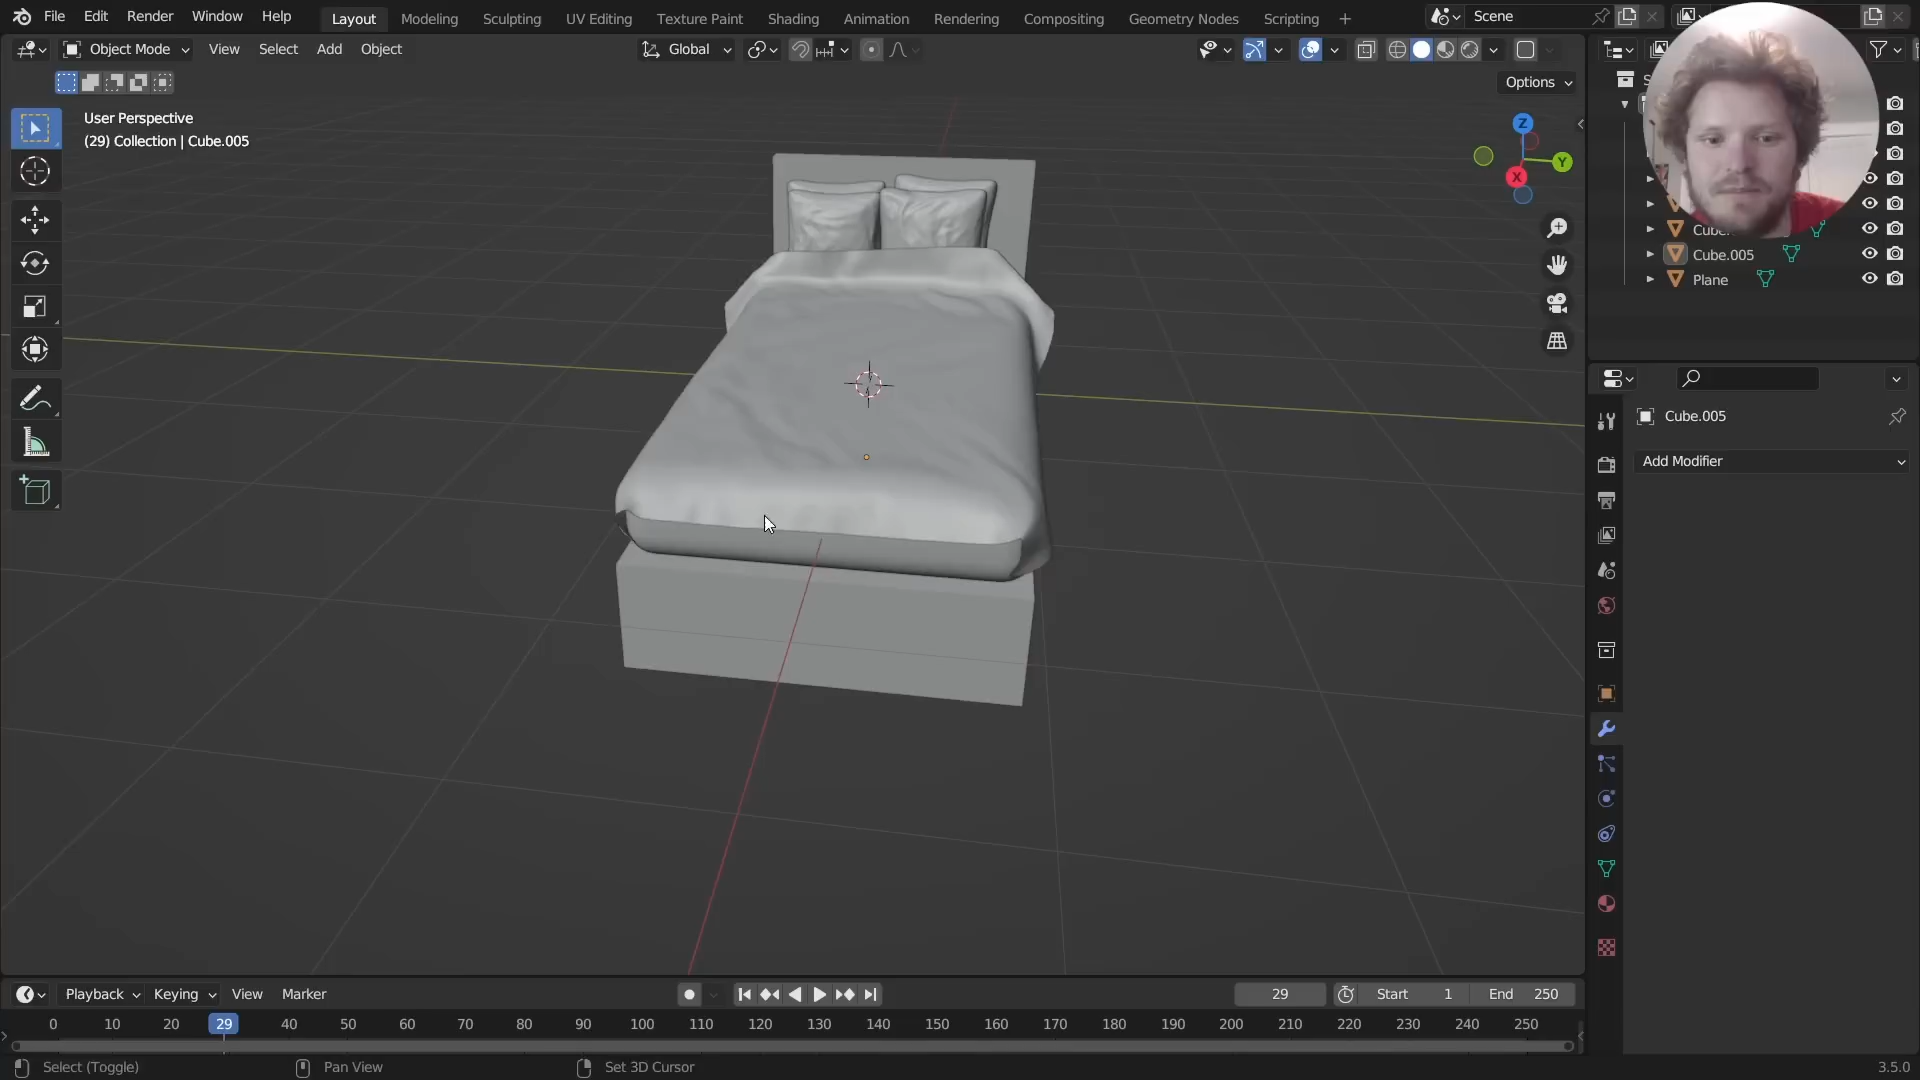 File Edit Render Window Help Layout Modeling Sculpting UV Editing Texture Paint Shading Animation Rendering Compositing Geometry Nodes Scripting + Scene
Object Mode View Select Add Object Global
Options
User Perspective
(29) Collection | Cube.005
Z
Y
X
Cube.005
Plane
Cube.005
Add Modifier
Playback Keying View Marker 29 Start 1 End 250
0 10 20 29 40 50 60 70 80 90 100 110 120 130 140 150 160 170 180 190 200 210 220 230 240 250
Select (Toggle) Pan View Set 3D Cursor 3.5.0